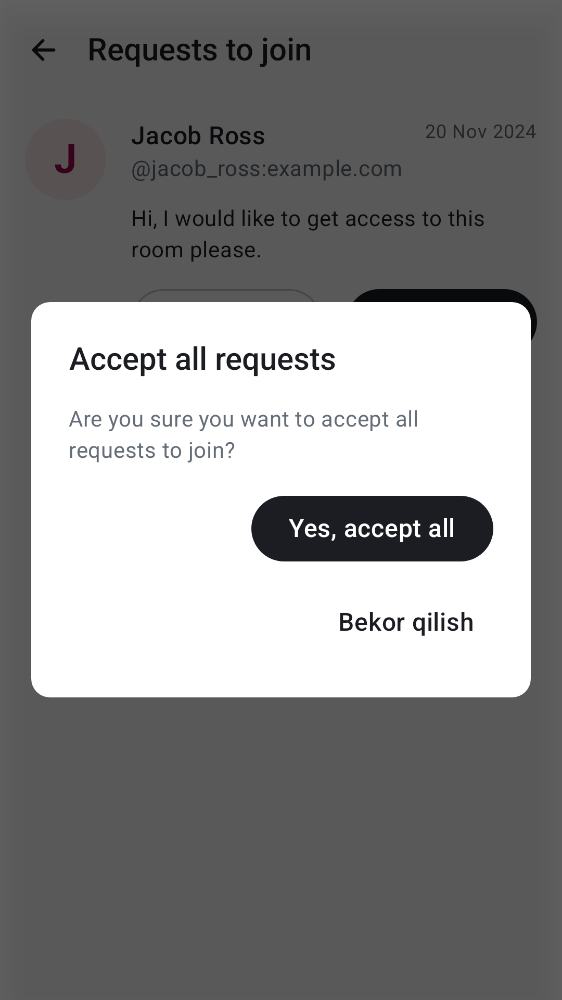 Requests to join
J
Jacob Ross
20 Nov 2024
@jacob_ross:example.com
Hi, I would like to get access to this
room please.
Accept all requests
Are you sure you want to accept all
requests to join?
Yes, accept all
Bekor qilish